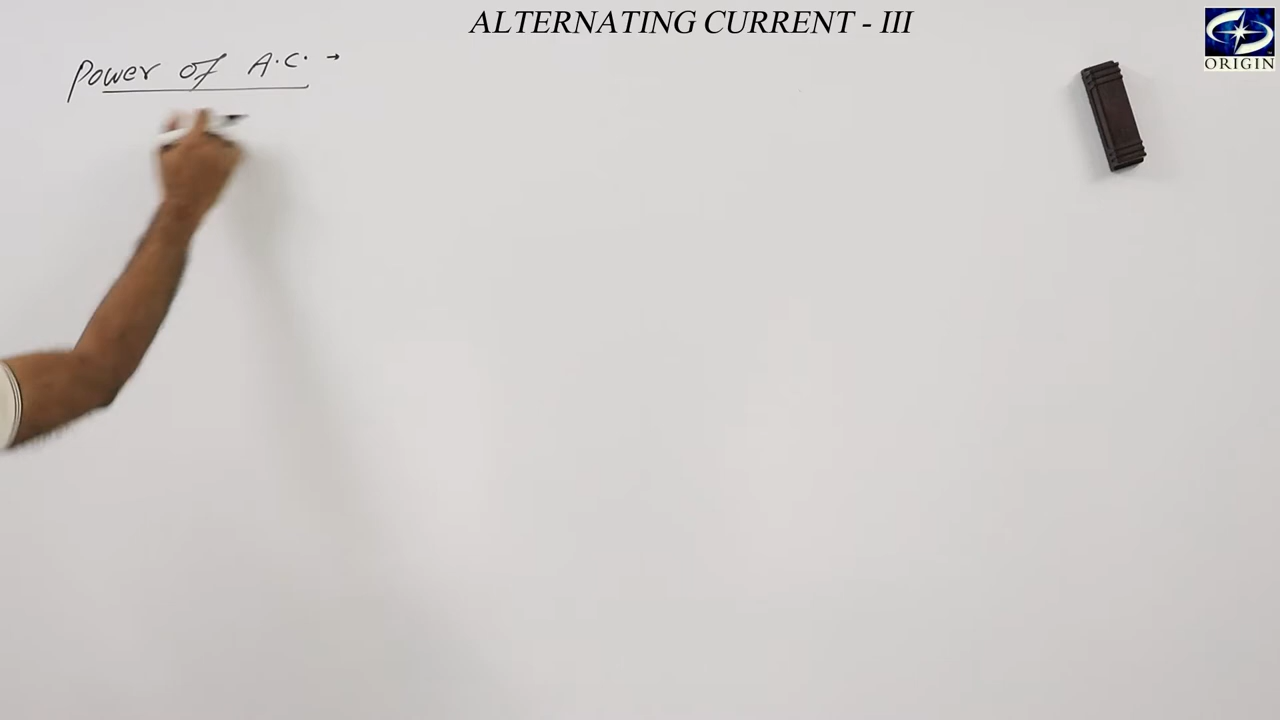 ALTERNATING CURRENT - III
ORIGIN
Power of A.C. →